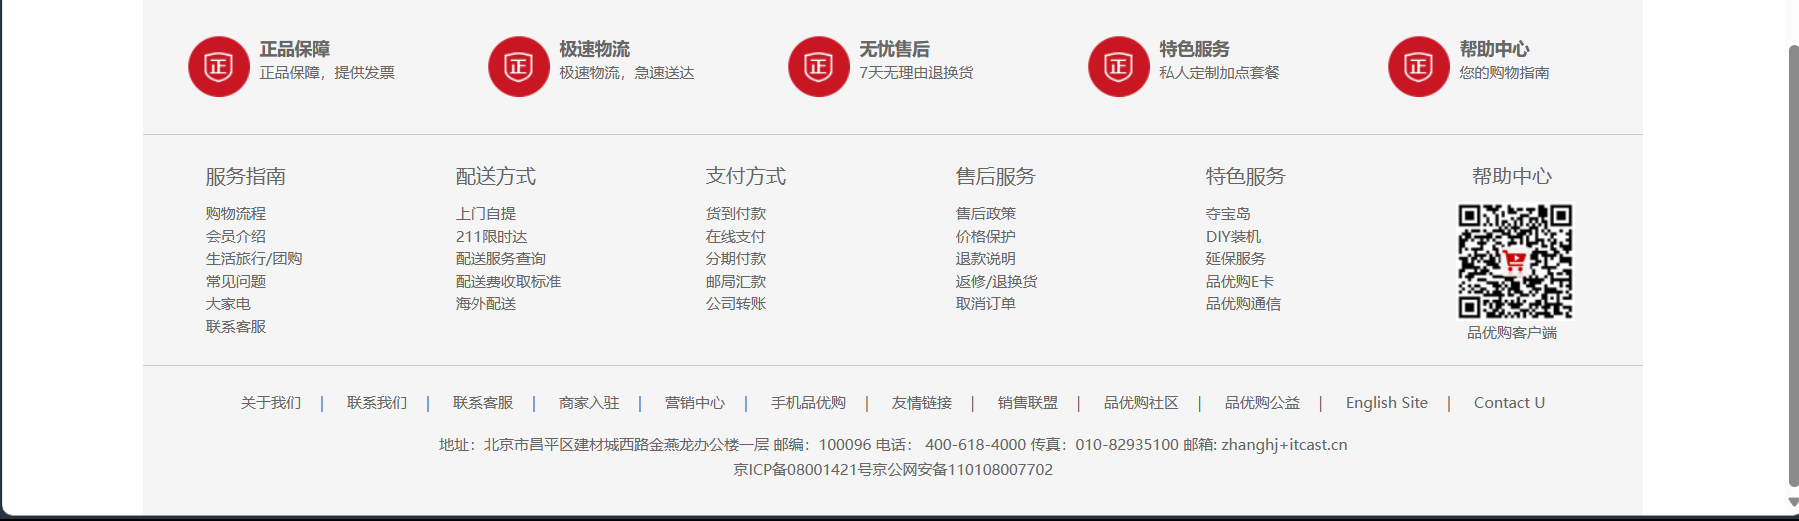 正 正品保障
正品保障，提供发票
正 极速物流
极速物流，急速送达
正 无忧售后
7天无理由退换货
正 特色服务
私人定制加点套餐
正 帮助中心
您的购物指南
服务指南
购物流程
会员介绍
生活旅行/团购
常见问题
大家电
联系客服
配送方式
上门自提
211限时达
配送服务查询
配送费收取标准
海外配送
支付方式
货到付款
在线支付
分期付款
邮局汇款
公司转账
售后服务
售后政策
价格保护
退款说明
返修/退换货
取消订单
特色服务
夺宝岛
DIY装机
延保服务
品优购E卡
品优购通信
帮助中心
品优购客户端
关于我们 | 联系我们 | 联系客服 | 商家入驻 | 营销中心 | 手机品优购 | 友情链接 | 销售联盟 | 品优购社区 | 品优购公益 | English Site | Contact U
地址：北京市昌平区建材城西路金燕龙办公楼一层 邮编：100096 电话： 400-618-4000 传真：010-82935100 邮箱: zhanghj+itcast.cn
京ICP备08001421号京公网安备110108007702